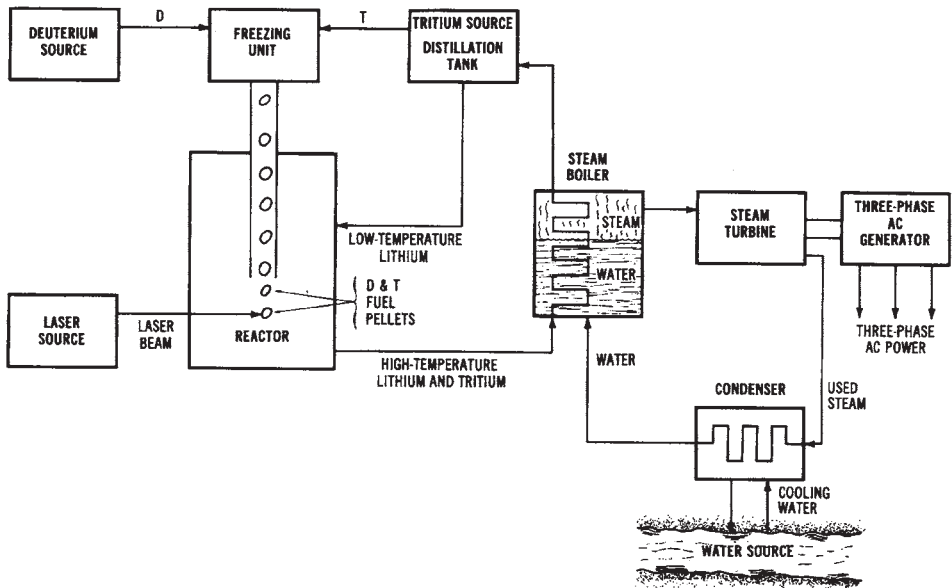 D
T
DEUTERIUM
SOURCE
FREEZING
UNIT
TRITIUM SOURCE
DISTILLATION
TANK
STEAM
BOILER
STEAM
WATER
STEAM
TURBINE
THREE-PHASE
AC
GENERATOR
LOW-TEMPERATURE
LITHIUM
D & T
FUEL
PELLETS
LASER
SOURCE
LASER
BEAM
REACTOR
HIGH-TEMPERATURE
LITHIUM AND TRITIUM
WATER
THREE-PHASE
AC POWER
CONDENSER
USED
STEAM
COOLING
WATER
WATER SOURCE